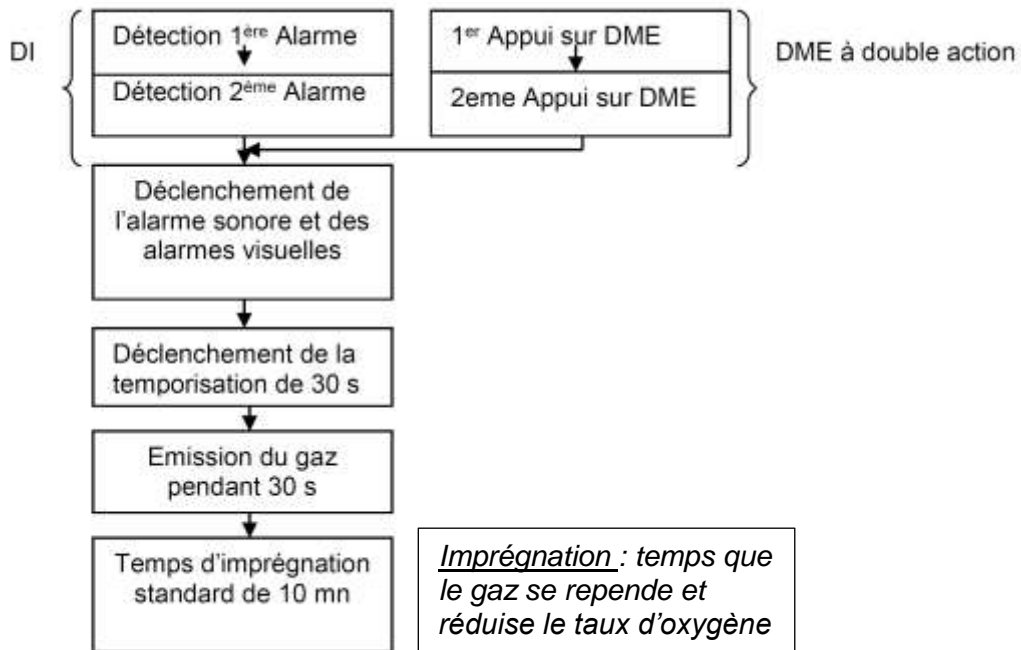 DI
Détection 1ère Alarme
Détection 2ème Alarme
1er Appui sur DME
2eme Appui sur DME
DME à double action
Déclenchement de
l'alarme sonore et des
alarmes visuelles
Déclenchement de la
temporisation de 30 s
Emission du gaz
pendant 30 s
Temps d'imprégnation
standard de 10 mn
Imprégnation : temps que
le gaz se repende et
réduise le taux d'oxygène